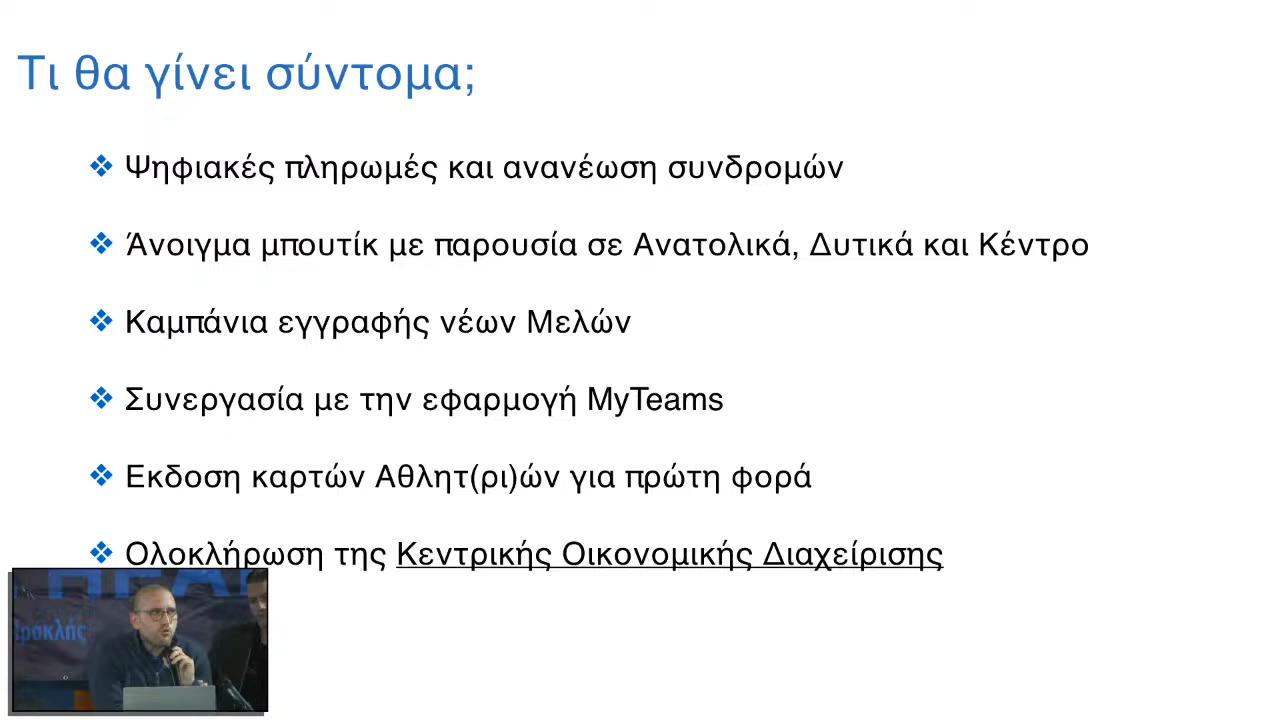 Τι θα γίνει σύντομα;
❖ Ψηφιακές πληρωμές και ανανέωση συνδρομών
❖ Άνοιγμα μπουτίκ με παρουσία σε Ανατολικά, Δυτικά και Κέντρο
❖ Καμπάνια εγγραφής νέων Μελών
❖ Συνεργασία με την εφαρμογή MyTeams
❖ Εκδοση καρτών Αθλητ(ρι)ών για πρώτη φορά
❖ Ολοκλήρωση της Κεντρικής Οικονομικής Διαχείρισης